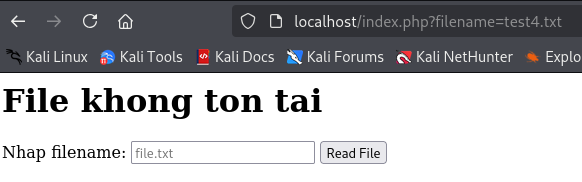 localhost/index.php?filename=test4.txt
Kali Linux Kali Tools Kali Docs Kali Forums Kali NetHunter Explo
File khong ton tai
Nhap filename: file.txt Read File